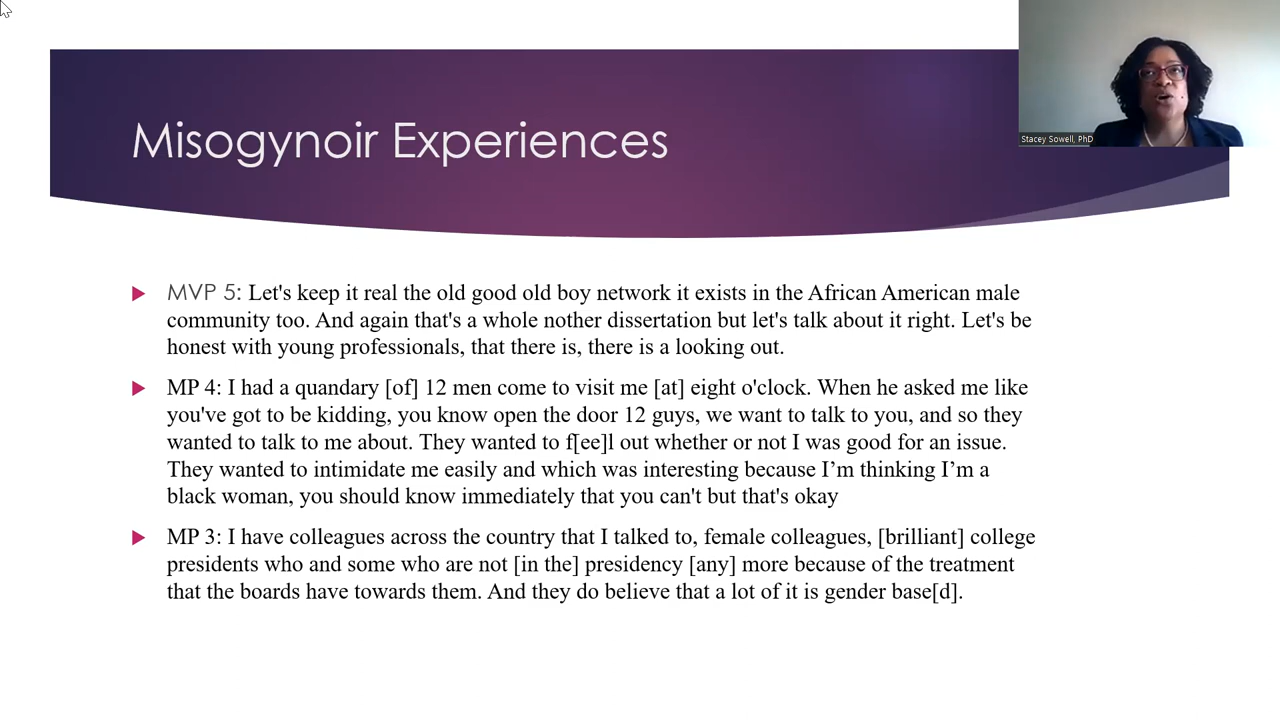 Stacey Sowell, PhD
Misogynoir Experiences
MVP 5: Let's keep it real the old good old boy network it exists in the African American male
community too. And again that's a whole nother dissertation but let's talk about it right. Let's be
honest with young professionals, that there is, there is a looking out.
MP 4: I had a quandary [of] 12 men come to visit me [at] eight o'clock. When he asked me like
you've got to be kidding, you know open the door 12 guys, we want to talk to you, and so they
wanted to talk to me about. They wanted to f[ee]l out whether or not I was good for an issue.
They wanted to intimidate me easily and which was interesting because I’m thinking I’m a
black woman, you should know immediately that you can't but that's okay
MP 3: I have colleagues across the country that I talked to, female colleagues, [brilliant] college
presidents who and some who are not [in the] presidency [any] more because of the treatment
that the boards have towards them. And they do believe that a lot of it is gender base[d].